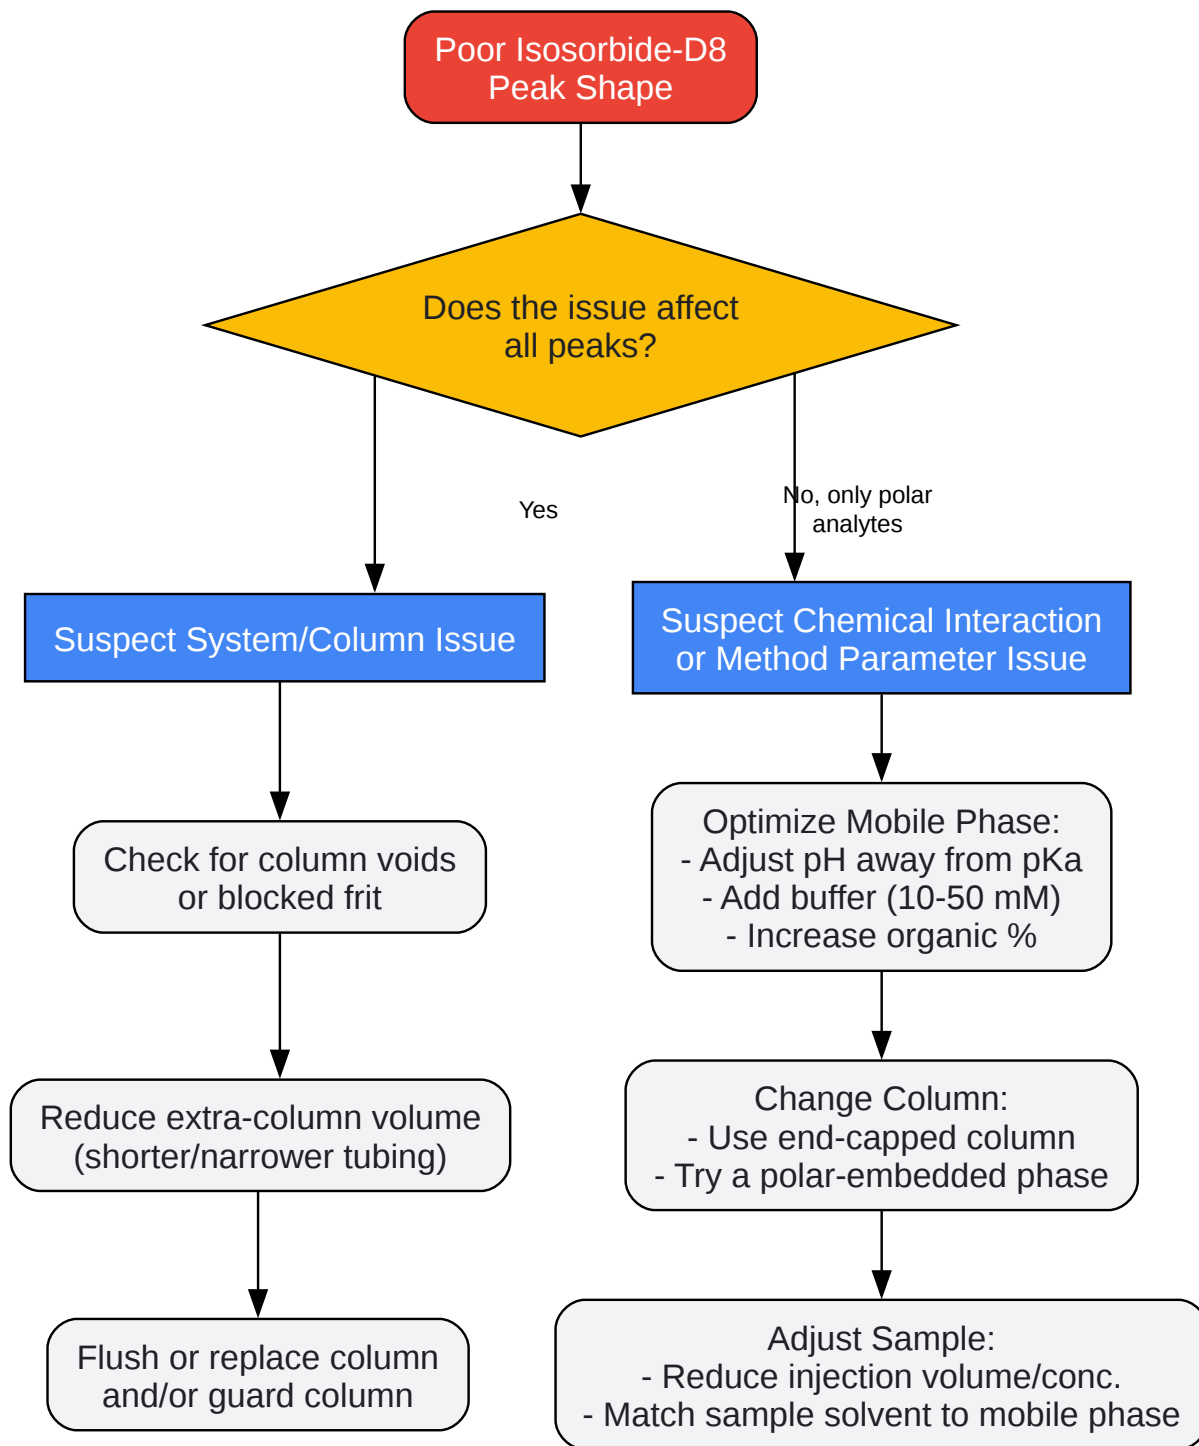 Poor Isosorbide-D8
Peak Shape
Does the issue affect
all peaks?
Yes
No, only polar
analytes
Suspect System/Column Issue
Suspect Chemical Interaction
or Method Parameter Issue
Check for column voids
or blocked frit
Optimize Mobile Phase:
- Adjust pH away from pKa
- Add buffer (10-50 mM)
- Increase organic %
Reduce extra-column volume
(shorter/narrower tubing)
Change Column:
- Use end-capped column
- Try a polar-embedded phase
Flush or replace column
and/or guard column
Adjust Sample:
- Reduce injection volume/conc.
- Match sample solvent to mobile phase